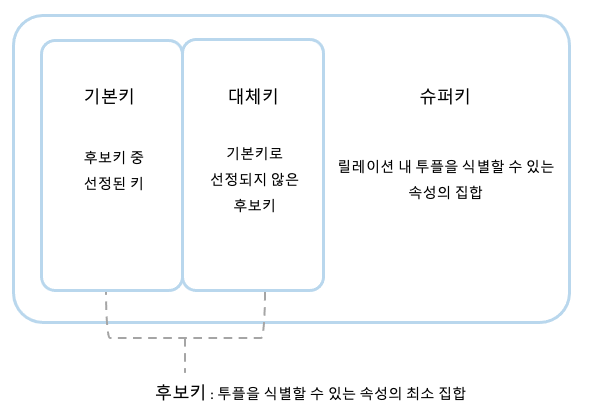 기본키
후보키 중
선정된 키
대체키
기본키로
선정되지 않은
후보키
슈퍼키
릴레이션 내 투플을 식별할 수 있는
속성의 집합
후보키 : 투플을 식별할 수 있는 속성의 최소 집합